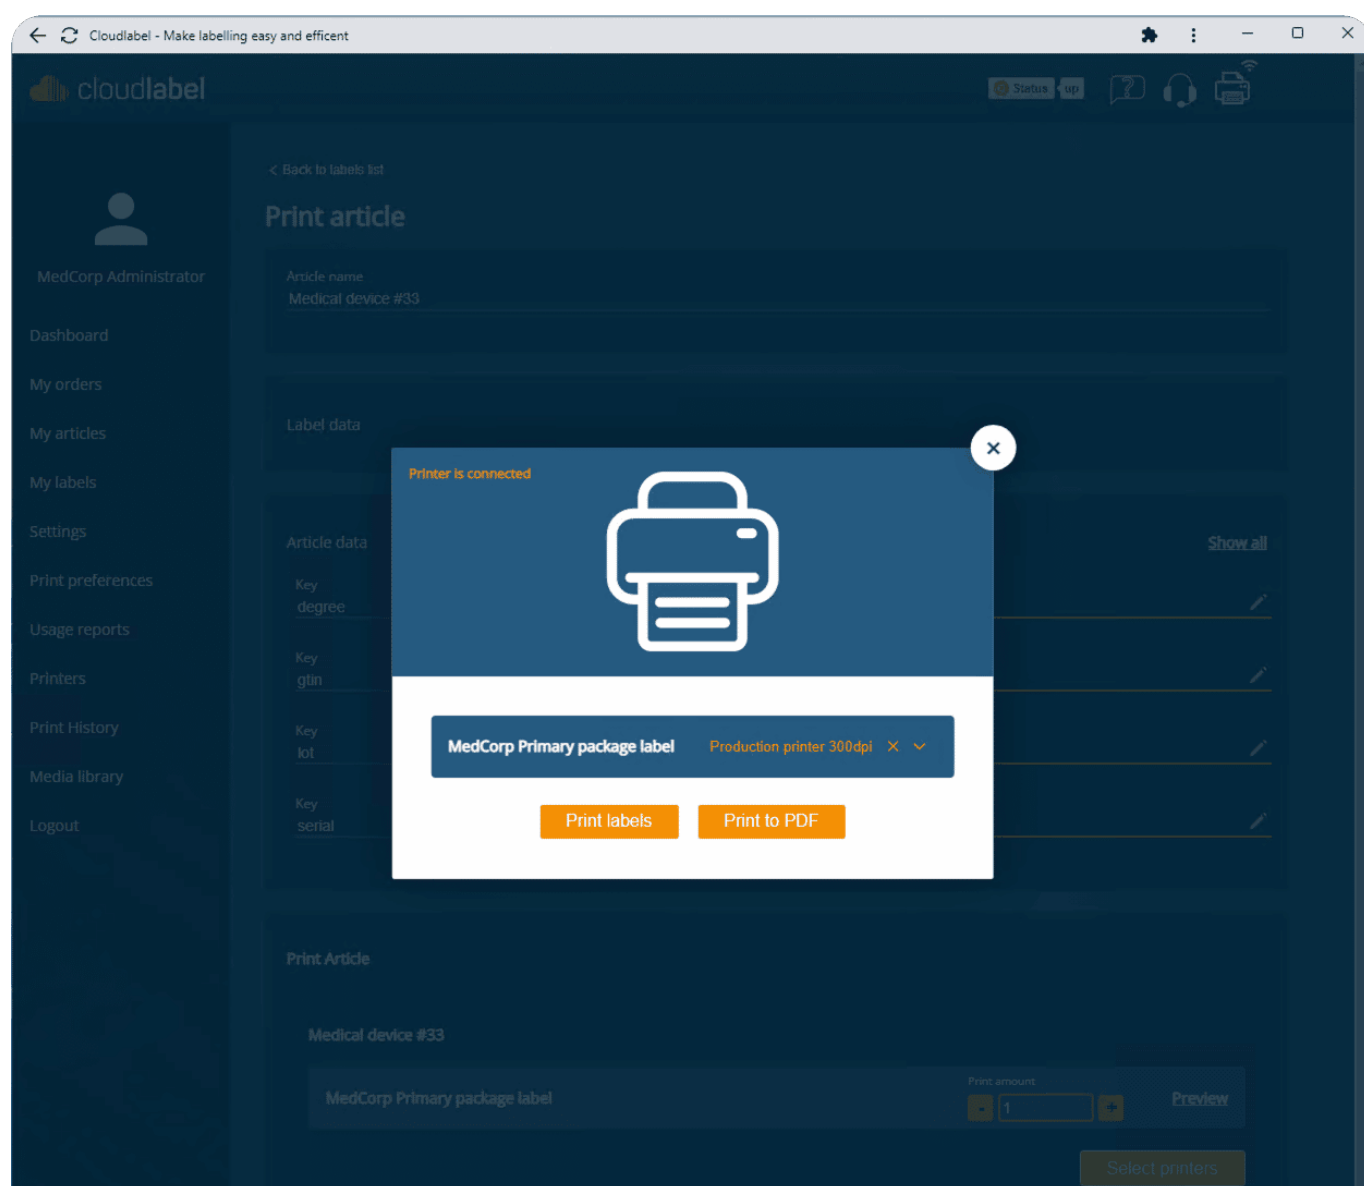 Cloudlabel - Make labelling easy and efficent
cloudlabel
Status up
?
< Back to labels list
Print article
MedCorp Administrator
Article name
Medical device #33
Dashboard
My orders
My articles
My labels
Settings
Print preferences
Usage reports
Printers
Print History
Media library
Logout
Label data
Printer is connected
Article data
Show all
Key
degree
Key
gtin
Key
lot
Key
serial
MedCorp Primary package label Production printer 300dpi
Print labels Print to PDF
Print Article
Medical device #33
MedCorp Primary package label
Print amount
- 1 +
Preview
Select printers